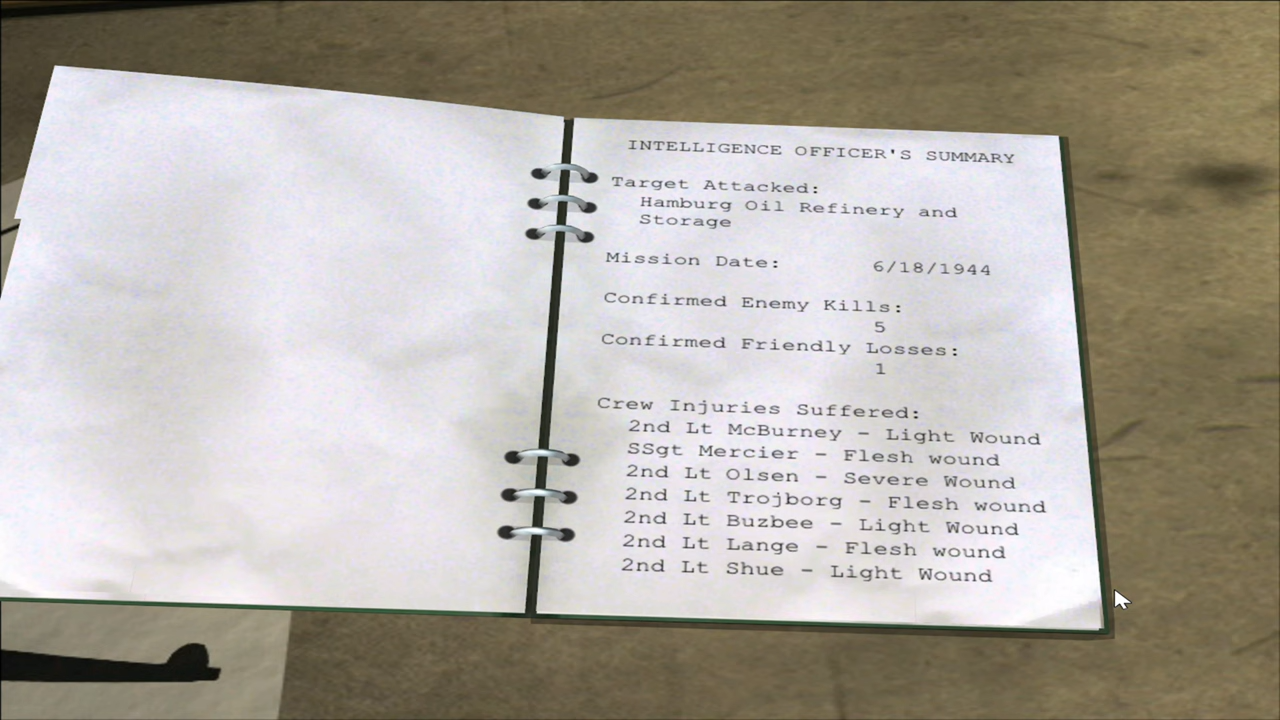 INTELLIGENCE OFFICER'S SUMMARY
Target Attacked:
Hamburg Oil Refinery and
Storage
Mission Date: 6/18/1944
Confirmed Enemy Kills:
5
Confirmed Friendly Losses:
1
Crew Injuries Suffered:
2nd Lt McBurney - Light Wound
SSgt Mercier - Flesh wound
2nd Lt Olsen - Severe Wound
2nd Lt Trojborg - Flesh wound
2nd Lt Buzbee - Light Wound
2nd Lt Lange - Flesh wound
2nd Lt Shue - Light Wound